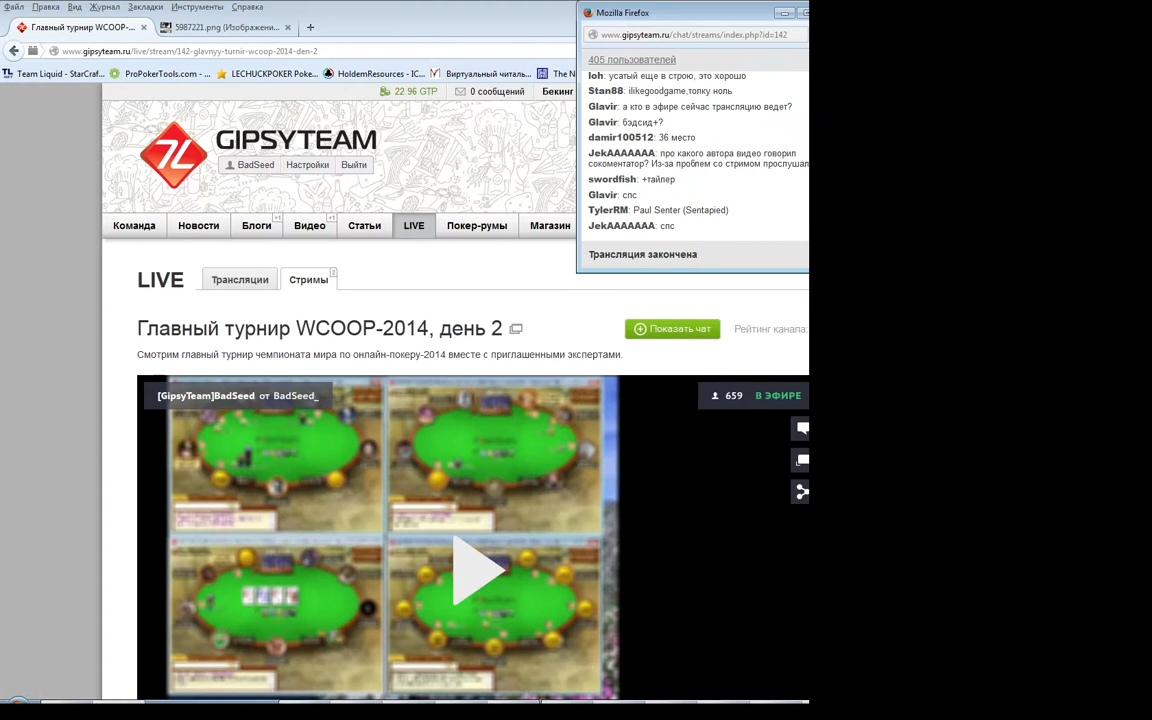 Файл Правка Вид Журнал Закладки Инструменты Справка
Главный турнир WCOOP-... × 5987221.png (Изображени... × +
www.gipsyteam.ru/live/stream/142-glavnyy-turnir-wcoop-2014-den-2
Team Liquid - StarCraf... ProPokerTools.com - ... LECHUCKPOKER Poke... HoldemResources - IC... Виртуальный читаль... The N
22.96 GTP 0 сообщений Бекинг
GIPSYTEAM
BadSeed Настройки Выйти
Команда Новости Блоги +1 Видео +1 Статьи LIVE Покер-румы Магазин
LIVE Трансляции Стримы 2
Главный турнир WCOOP-2014, день 2
Показать чат Рейтинг канала:
Смотрим главный турнир чемпионата мира по онлайн-покеру-2014 вместе с приглашенными экспертами.
[GipsyTeam]BadSeed от BadSeed_
659 В ЭФИРЕ
Mozilla Firefox
www.gipsyteam.ru/chat/streams/index.php?id=142
405 пользователей
loh: усатый еще в строю, это хорошо
Stan88: ilikegoodgame,толку ноль
Glavir: а кто в эфире сейчас трансляцию ведет?
Glavir: бэдсид+?
damir100512: 36 место
JekAAAAAAA: про какого автора видео говорил
сокоментатор? Из-за проблем со стримом прослушал
swordfish: +тайлер
Glavir: спс
TylerRM: Paul Senter (Sentapied)
JekAAAAAAA: спс
Трансляция закончена